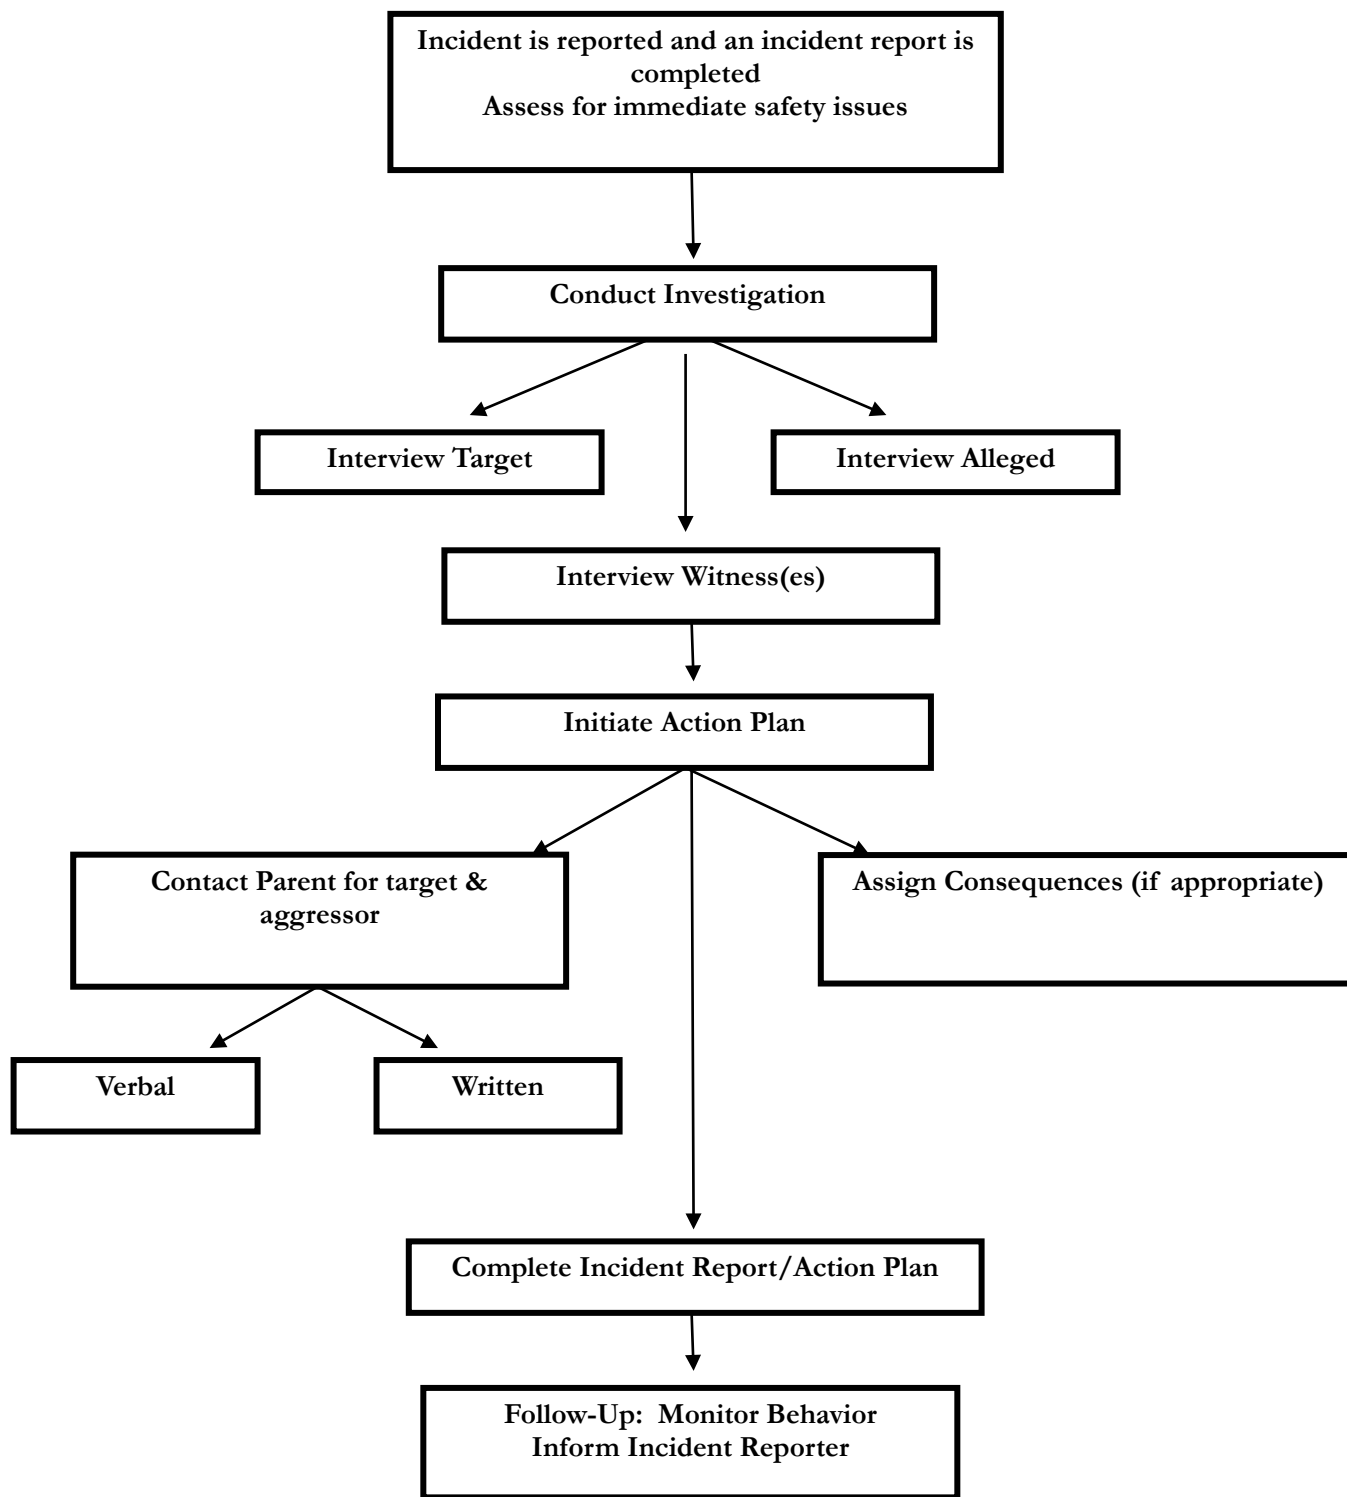 Incident is reported and an incident report is
completed
Assess for immediate safety issues
Conduct Investigation
Interview Target
Interview Alleged
Interview Witness(es)
Initiate Action Plan
Contact Parent for target &
aggressor
Assign Consequences (if appropriate)
Verbal
Written
Complete Incident Report/Action Plan
Follow-Up:  Monitor Behavior
Inform Incident Reporter